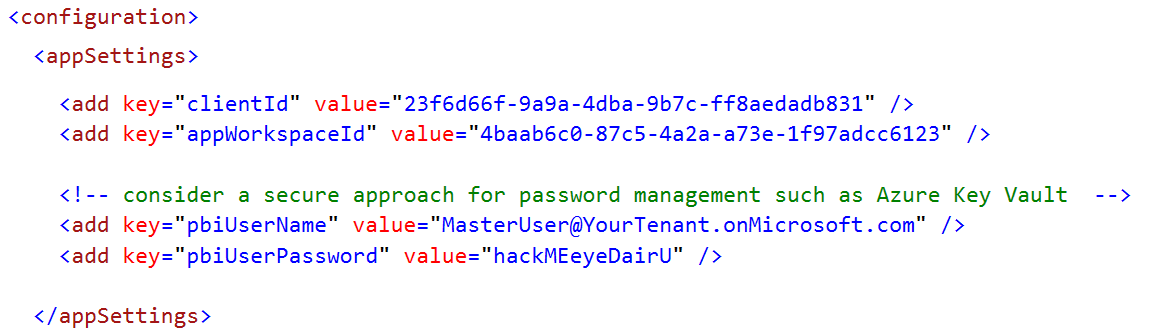 <configuration>
<appSettings>
<add key="clientId" value="23f6d66f-9a9a-4dba-9b7c-ff8aedadb831" />
<add key="appWorkspaceId" value="4baab6c0-87c5-4a2a-a73e-1f97adcc6123" />
<!-- consider a secure approach for password management such as Azure Key Vault  -->
<add key="pbiUserName" value="MasterUser@YourTenant.onMicrosoft.com" />
<add key="pbiUserPassword" value="hackMEeyeDairU" />
</appSettings>